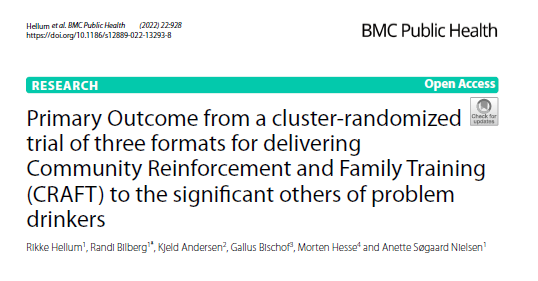 Hellum et al. BMC Public Health (2022) 22:928
https://doi.org/10.1186/s12889-022-13293-8
BMC Public Health
RESEARCH
Open Access
Check for
updates
Primary Outcome from a cluster-randomized
trial of three formats for delivering
Community Reinforcement and Family Training
(CRAFT) to the significant others of problem
drinkers
Rikke Hellum¹, Randi Bilberg¹*, Kjeld Andersen², Gallus Bischof³, Morten Hesse⁴ and Anette Søgaard Nielsen¹